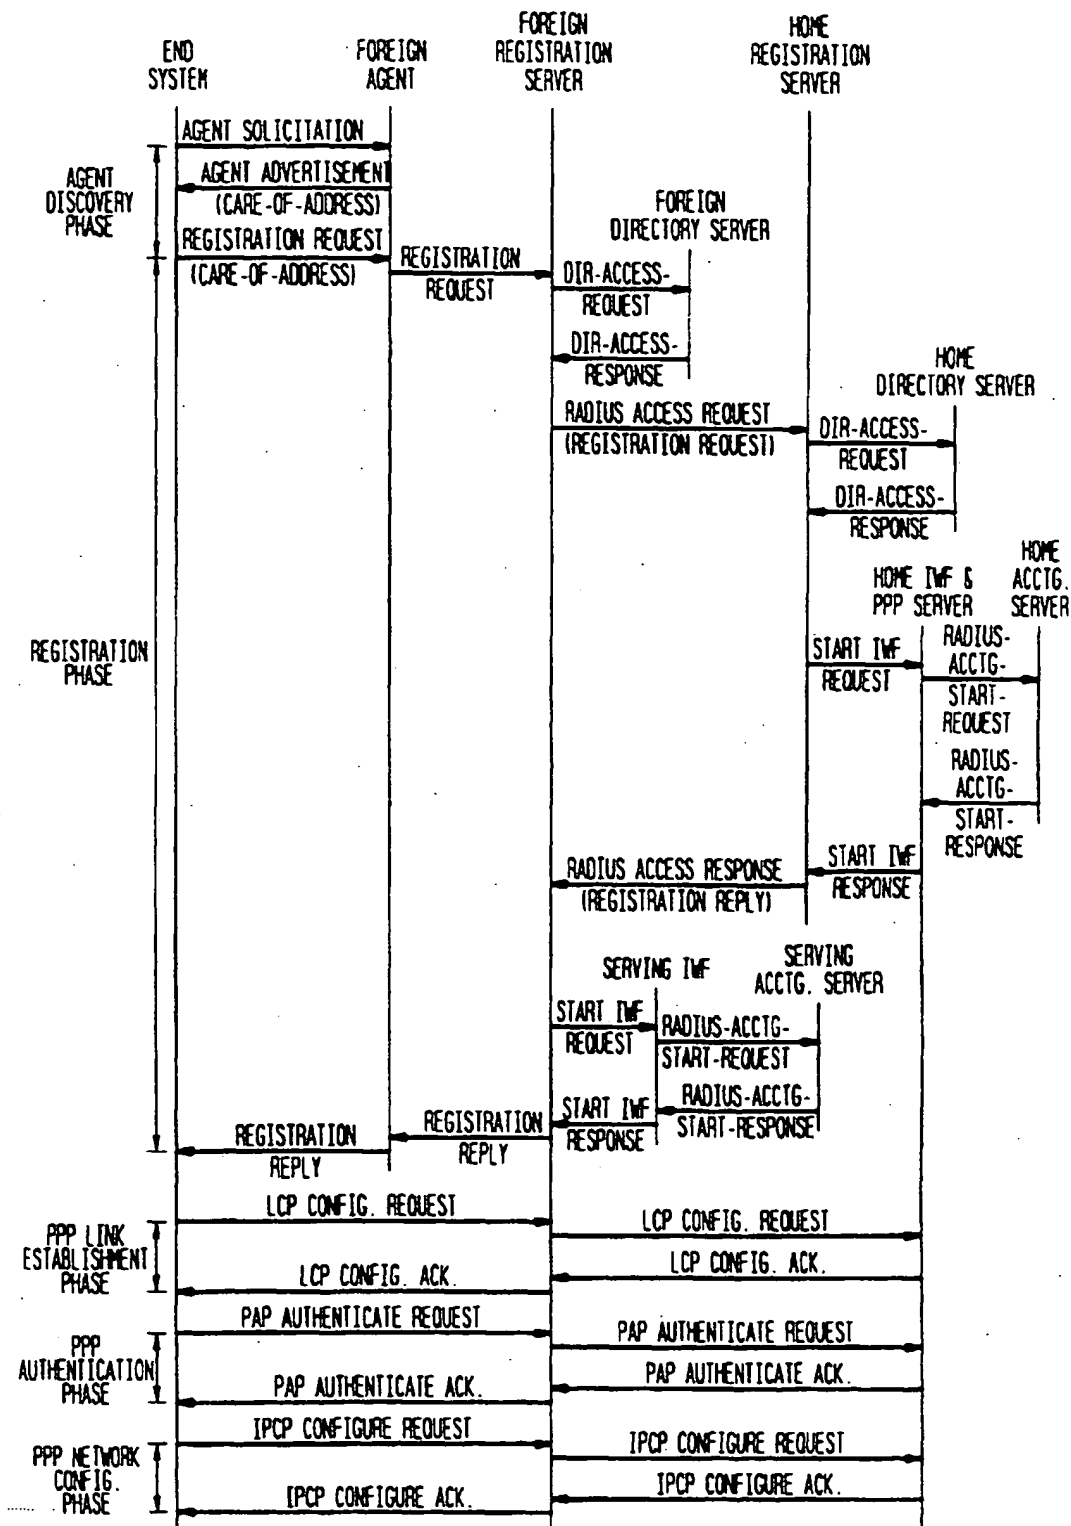 END
SYSTEM
FOREIGN
AGENT
FOREIGN
REGISTRATION
SERVER
HOME
REGISTRATION
SERVER
AGENT SOLICITATION
AGENT ADVERTISEMENT
(CARE-OF-ADDRESS)
AGENT
DISCOVERY
PHASE
REGISTRATION REQUEST
(CARE-OF-ADDRESS)
REGISTRATION
REQUEST
FOREIGN
DIRECTORY SERVER
DIR-ACCESS-
REQUEST
DIR-ACCESS-
RESPONSE
HOME
DIRECTORY SERVER
RADIUS ACCESS REQUEST
(REGISTRATION REQUEST)
DIR-ACCESS-
REQUEST
DIR-ACCESS-
RESPONSE
HOME IWF &
PPP SERVER
HOME
ACCTG.
SERVER
REGISTRATION
PHASE
START IWF
REQUEST
RADIUS-
ACCTG-
START-
REQUEST
RADIUS-
ACCTG-
START-
RESPONSE
START IWF
RESPONSE
RADIUS ACCESS RESPONSE
(REGISTRATION REPLY)
SERVING IWF
SERVING
ACCTG. SERVER
START IWF
REQUEST
RADIUS-ACCTG-
START-REQUEST
RADIUS-ACCTG-
START-RESPONSE
START IWF
RESPONSE
REGISTRATION
REPLY
REGISTRATION
REPLY
LCP CONFIG. REQUEST
LCP CONFIG. REQUEST
PPP LINK
ESTABLISHMENT
PHASE
LCP CONFIG. ACK.
LCP CONFIG. ACK.
PAP AUTHENTICATE REQUEST
PAP AUTHENTICATE REQUEST
PPP
AUTHENTICATION
PHASE
PAP AUTHENTICATE ACK.
PAP AUTHENTICATE ACK.
IPCP CONFIGURE REQUEST
IPCP CONFIGURE REQUEST
PPP NETWORK
CONFIG.
PHASE
IPCP CONFIGURE ACK.
IPCP CONFIGURE ACK.